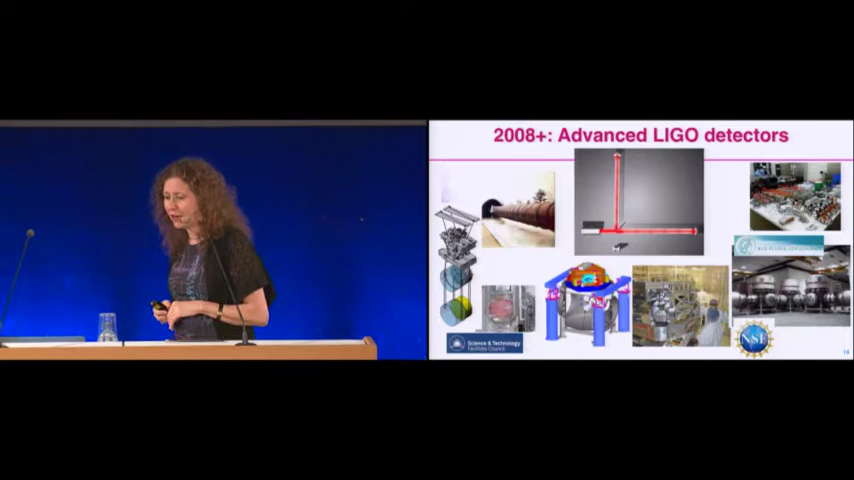 2008+: Advanced LIGO detectors
Science & Technology
Facilities Council
NSF
14